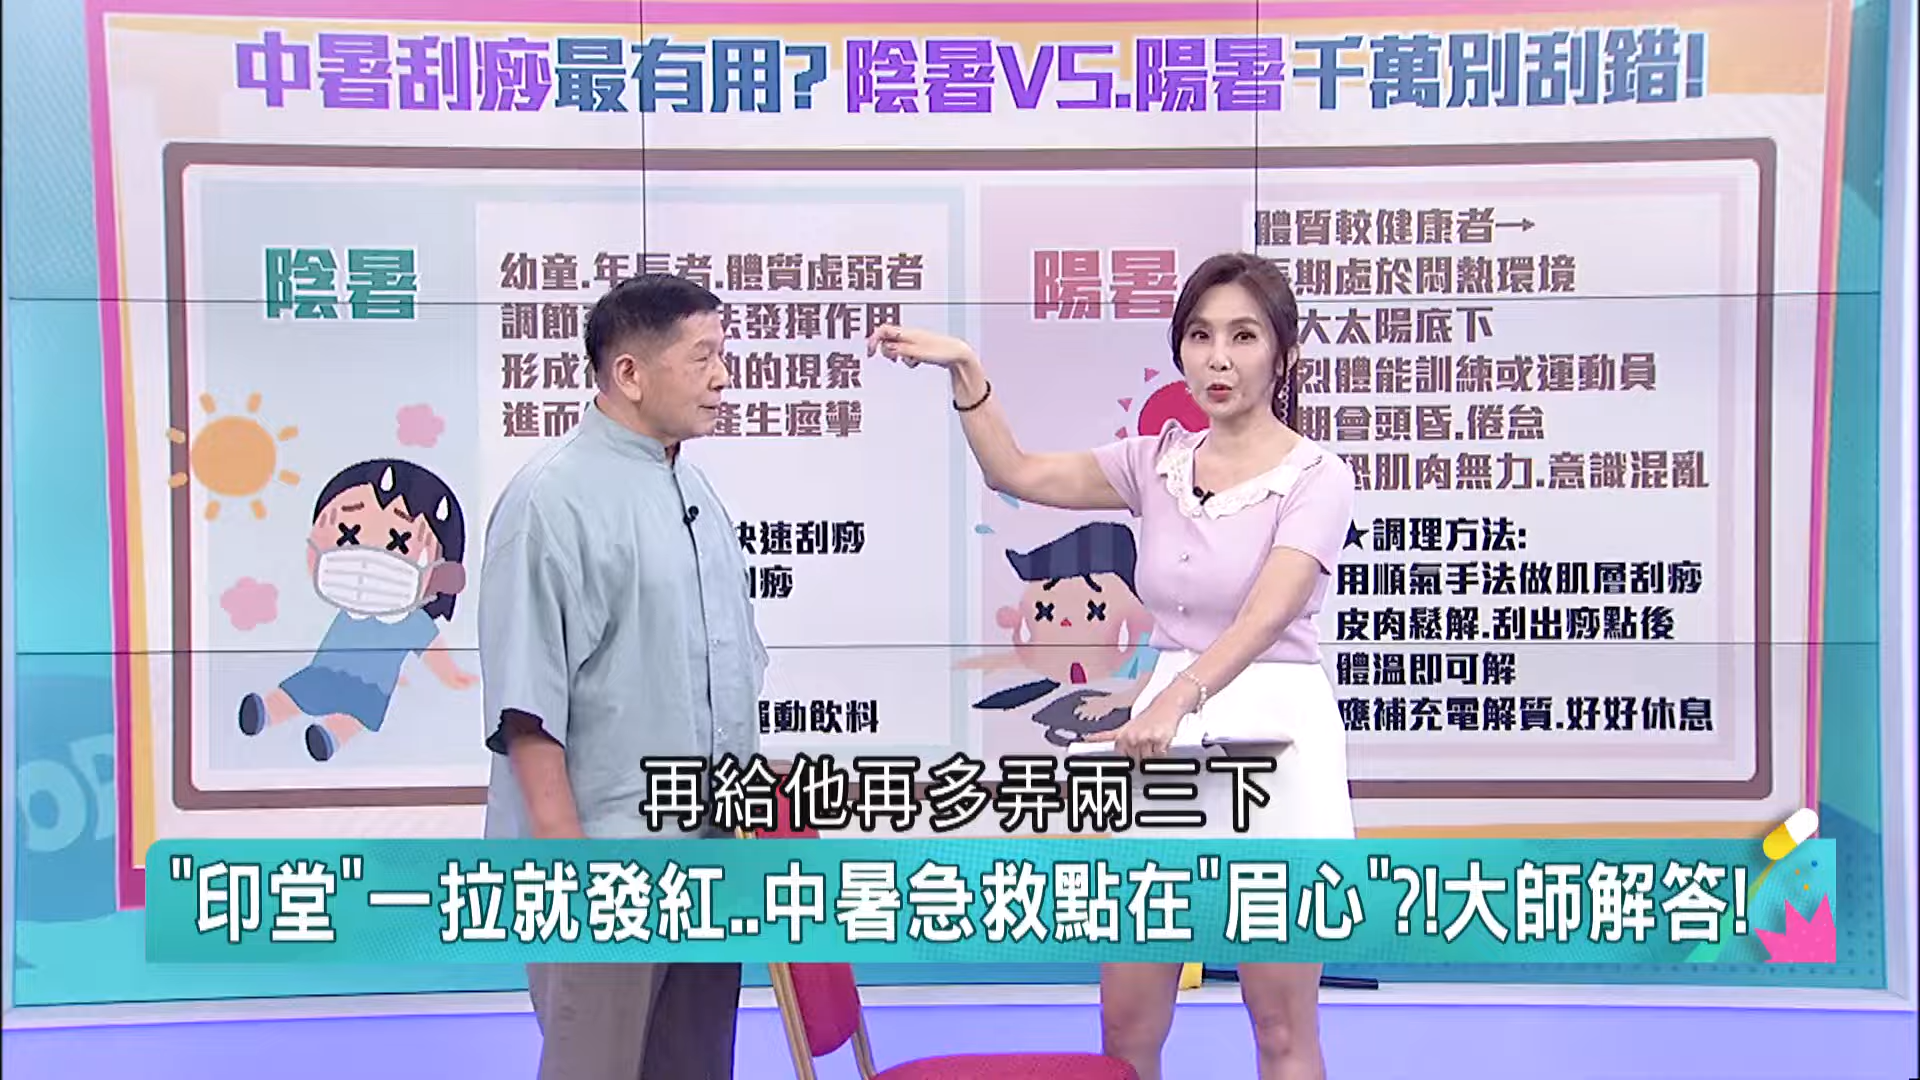 中暑刮痧最有用?陰暑VS.陽暑千萬別刮錯!
陰暑
幼童.年長者.體質虛弱者
調節 法發揮作用
形成 熱的現象
進而 產生痙攣
快速刮痧
刮痧
運動飲料
陽暑
體質較健康者→
長期處於悶熱環境
大太陽底下
烈體能訓練或運動員
期會頭昏.倦怠
恐肌肉無力.意識混亂
★調理方法:
用順氣手法做肌層刮痧
皮肉鬆解.刮出痧點後
體溫即可解
應補充電解質.好好休息
再給他再多弄兩三下
"印堂"一拉就發紅..中暑急救點在"眉心"?!大師解答!